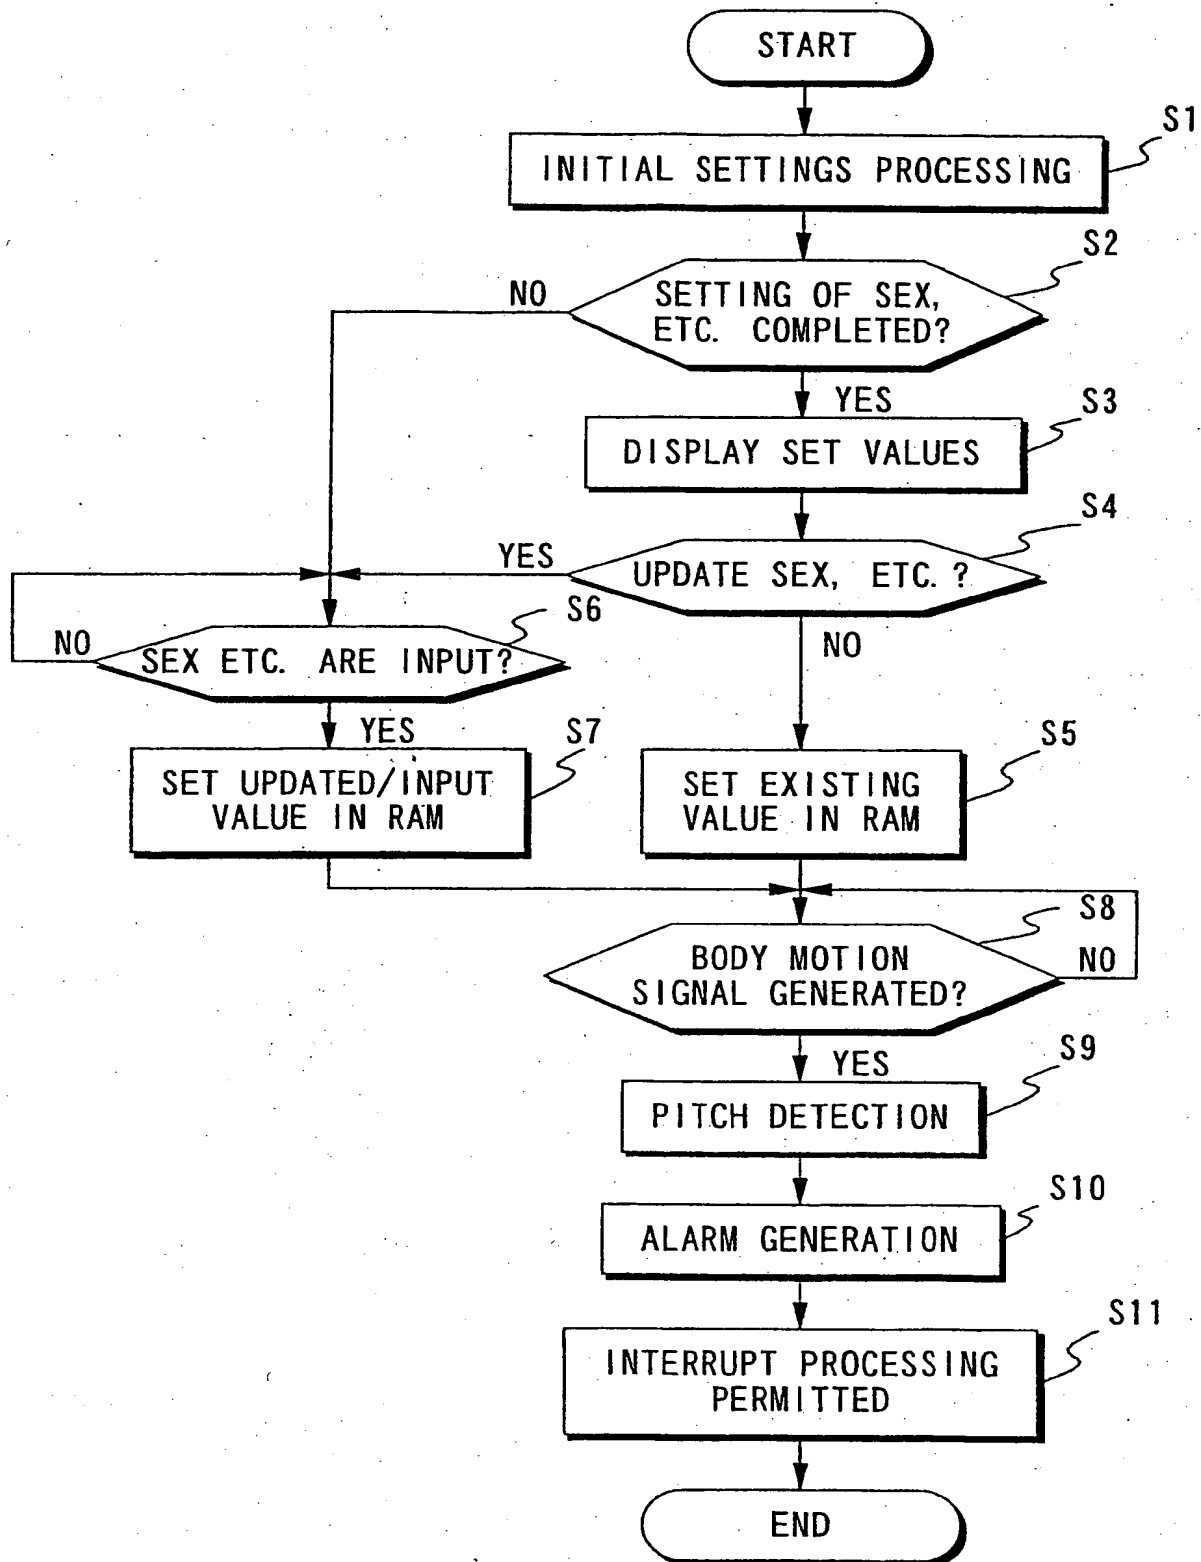 START
S1
INITIAL SETTINGS PROCESSING
S2
NO
SETTING OF SEX,
ETC. COMPLETED?
YES
S3
DISPLAY SET VALUES
S4
YES
UPDATE SEX, ETC.?
S6
NO
SEX ETC. ARE INPUT?
NO
YES
S7
S5
SET UPDATED/INPUT
VALUE IN RAM
SET EXISTING
VALUE IN RAM
S8
BODY MOTION
SIGNAL GENERATED?
NO
YES
S9
PITCH DETECTION
S10
ALARM GENERATION
S11
INTERRUPT PROCESSING
PERMITTED
END